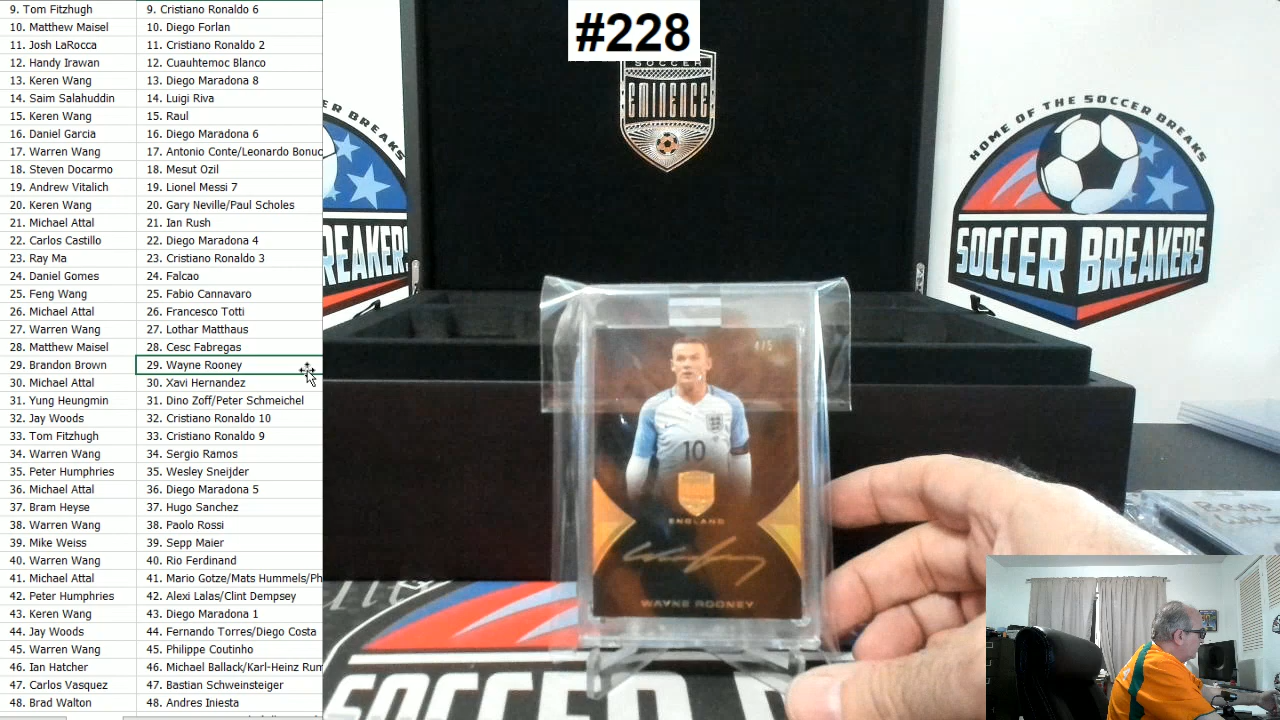 9. Tom Fitzhugh 9. Cristiano Ronaldo 6
10. Matthew Maisel 10. Diego Forlan
11. Josh LaRocca 11. Cristiano Ronaldo 2
12. Handy Irawan 12. Cuauhtemoc Blanco
13. Keren Wang 13. Diego Maradona 8
14. Saim Salahuddin 14. Luigi Riva
15. Keren Wang 15. Raul
16. Daniel Garcia 16. Diego Maradona 6
17. Warren Wang 17. Antonio Conte/Leonardo Bonuc
18. Steven Docarmo 18. Mesut Ozil
19. Andrew Vitalich 19. Lionel Messi 7
20. Keren Wang 20. Gary Neville/Paul Scholes
21. Michael Attal 21. Ian Rush
22. Carlos Castillo 22. Diego Maradona 4
23. Ray Ma 23. Cristiano Ronaldo 3
24. Daniel Gomes 24. Falcao
25. Feng Wang 25. Fabio Cannavaro
26. Michael Attal 26. Francesco Totti
27. Warren Wang 27. Lothar Matthaus
28. Matthew Maisel 28. Cesc Fabregas
29. Brandon Brown 29. Wayne Rooney
30. Michael Attal 30. Xavi Hernandez
31. Yung Heungmin 31. Dino Zoff/Peter Schmeichel
32. Jay Woods 32. Cristiano Ronaldo 10
33. Tom Fitzhugh 33. Cristiano Ronaldo 9
34. Warren Wang 34. Sergio Ramos
35. Peter Humphries 35. Wesley Sneijder
36. Michael Attal 36. Diego Maradona 5
37. Bram Heyse 37. Hugo Sanchez
38. Warren Wang 38. Paolo Rossi
39. Mike Weiss 39. Sepp Maier
40. Warren Wang 40. Rio Ferdinand
41. Michael Attal 41. Mario Gotze/Mats Hummels/Ph
42. Peter Humphries 42. Alexi Lalas/Clint Dempsey
43. Keren Wang 43. Diego Maradona 1
44. Jay Woods 44. Fernando Torres/Diego Costa
45. Warren Wang 45. Philippe Coutinho
46. Ian Hatcher 46. Michael Ballack/Karl-Heinz Rum
47. Carlos Vasquez 47. Bastian Schweinsteiger
48. Brad Walton 48. Andres Iniesta
#228
SOCCER
EMINENCE
ER BREAKS
REAKERS
HOME OF THE SOCCER BREAKS
SOCCER BREAKERS
4/5
10
ENGLAND
WAYNE ROONEY
BRAD
SOCCER